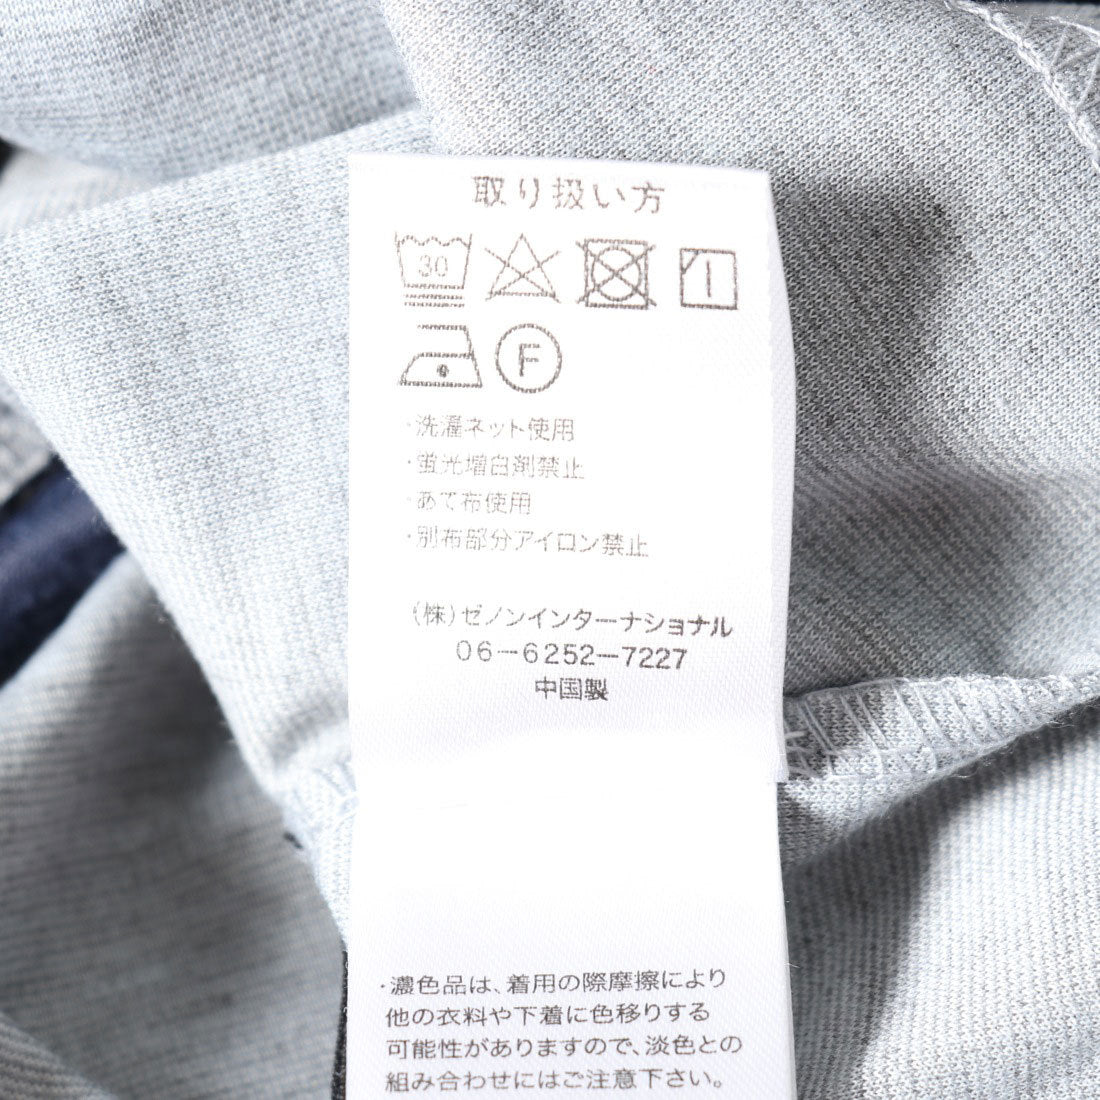 取り扱い方
30
F
・洗濯ネット使用
・蛍光増白剤禁止
・あて布使用
・別布部分アイロン禁止
(株)ゼノンインターナショナル
06-6252-7227
中国製
・濃色品は、着用の際摩擦により
他の衣料や下着に色移りする
可能性がありますので、淡色との
組み合わせにはご注意下さい。